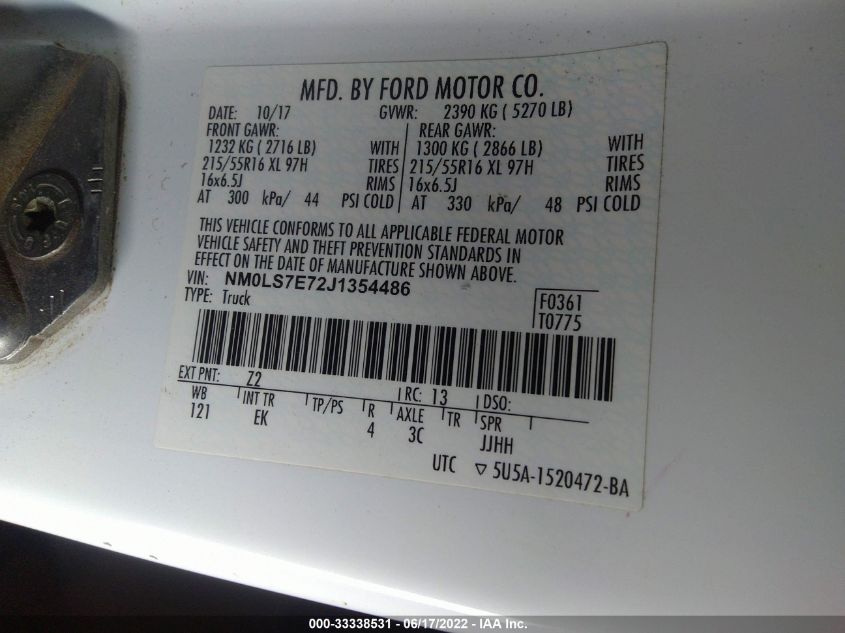 MFD. BY FORD MOTOR CO.
DATE: 10/17 GVWR: 2390 KG ( 5270 LB)
FRONT GAWR: REAR GAWR:
1232 KG ( 2716 LB) WITH 1300 KG ( 2866 LB) WITH
215/55R16 XL 97H TIRES 215/55R16 XL 97H TIRES
16x6.5J RIMS 16x6.5J RIMS
AT 300 kPa/ 44 PSI COLD AT 330 kPa/ 48 PSI COLD
THIS VEHICLE CONFORMS TO ALL APPLICABLE FEDERAL MOTOR
VEHICLE SAFETY AND THEFT PREVENTION STANDARDS IN
EFFECT ON THE DATE OF MANUFACTURE SHOWN ABOVE.
VIN: NM0LS7E72J1354486
TYPE: Truck
F0361
T0775
EXT PNT: Z2 RC: 13 DSO:
WB INT TR TP/PS R AXLE TR SPR
121 EK 4 3C JJHH
UTC ▽ 5U5A-1520472-BA
000-33338531 - 06/17/2022 - IAAI.com Inc.